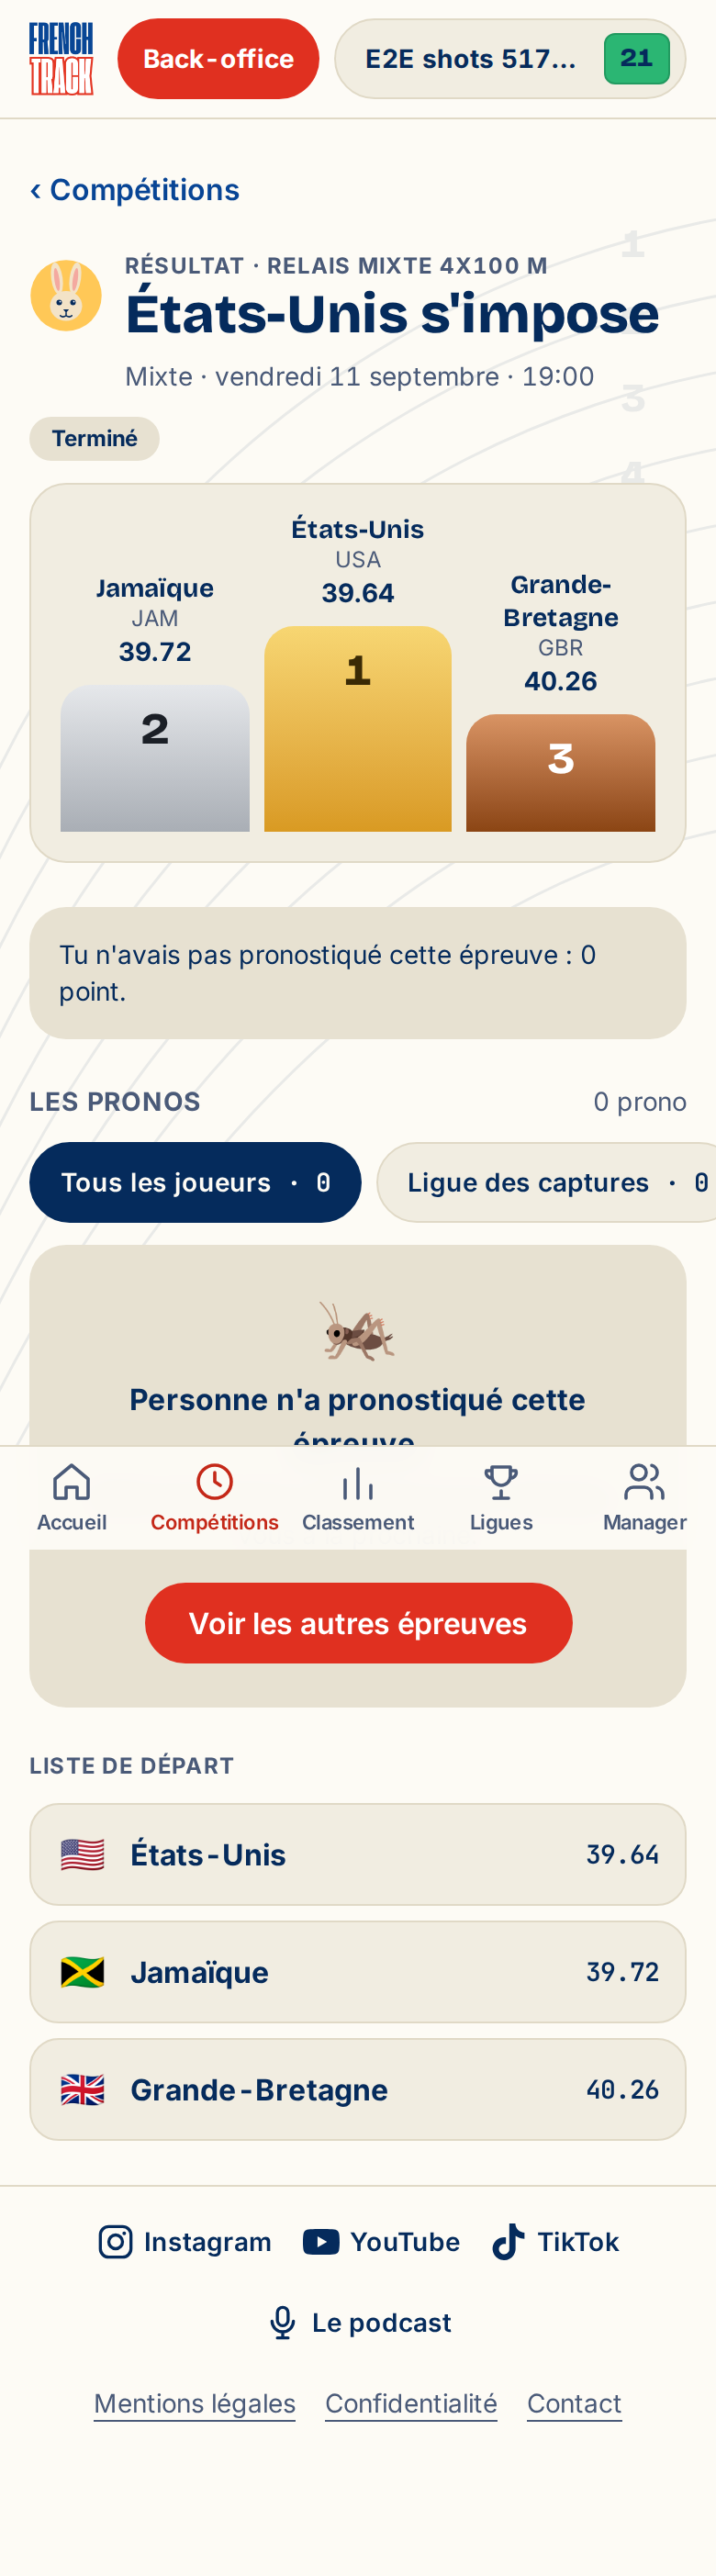 FRENCH
TRACK
Back-office
E2E shots 517… 21
‹ Compétitions
RÉSULTAT · RELAIS MIXTE 4X100 M
États-Unis s'impose
Mixte · vendredi 11 septembre · 19:00
1
3
4
Terminé
États-Unis
USA
39.64
1
Jamaïque
JAM
39.72
2
Grande-
Bretagne
GBR
40.26
3
Tu n'avais pas pronostiqué cette épreuve : 0
point.
LES PRONOS
0 prono
Tous les joueurs · 0
Ligue des captures · 0
Personne n'a pronostiqué cette
épreuve
Accueil
Compétitions
Classement
Ligues
Manager
Voir les autres épreuves
LISTE DE DÉPART
États-Unis 39.64
Jamaïque 39.72
Grande-Bretagne 40.26
Instagram
YouTube
TikTok
Le podcast
Mentions légales
Confidentialité
Contact